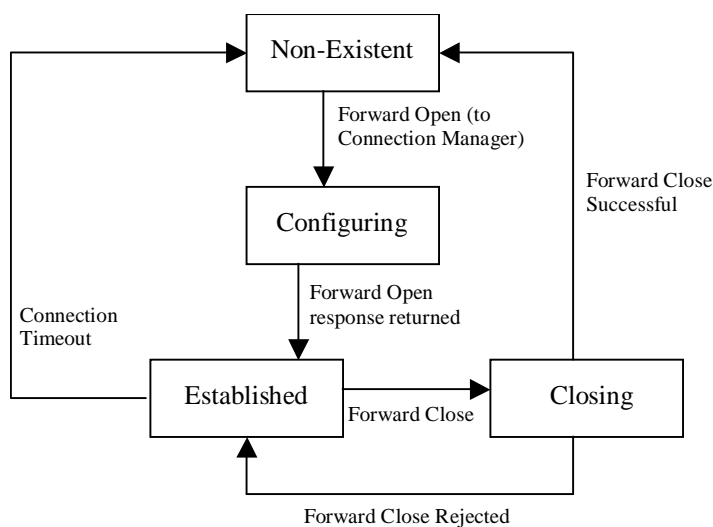 Non-Existent
Forward Open (to
Connection Manager)
Forward Close
Successful
Configuring
Forward Open
response returned
Connection
Timeout
Established
Forward Close
Closing
Forward Close Rejected